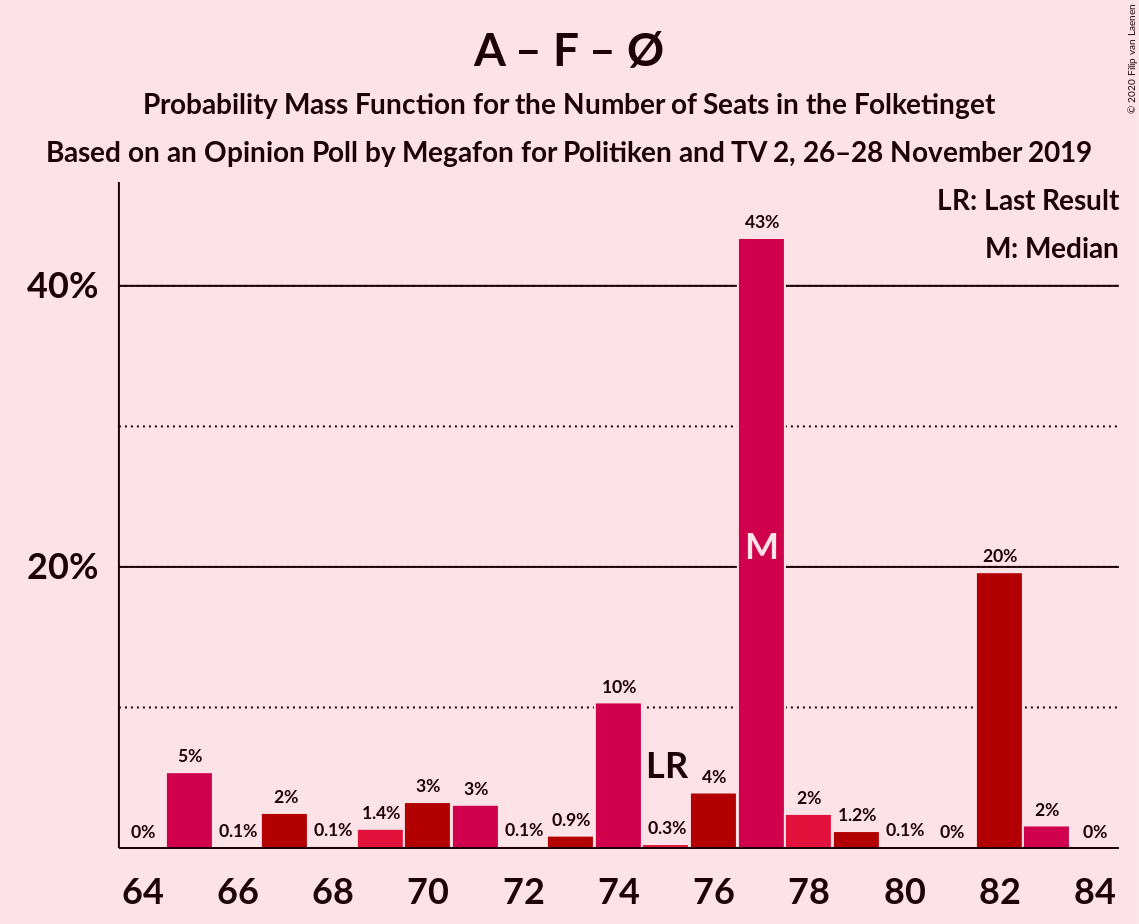 A – F – Ø
Probability Mass Function for the Number of Seats in the Folketinget
Based on an Opinion Poll by Megafon for Politiken and TV 2, 26–28 November 2019
© 2020 Filip van Laenen
LR: Last Result
M: Median
43%
40%
M
20%
20%
10%
5%
LR
4%
3%
3%
2%
2%
2%
1.4%
1.2%
0.9%
0.3%
0%
0.1%
0.1%
0.1%
0.1%
0%
0%
64 66 68 70 72 74 76 78 80 82 84